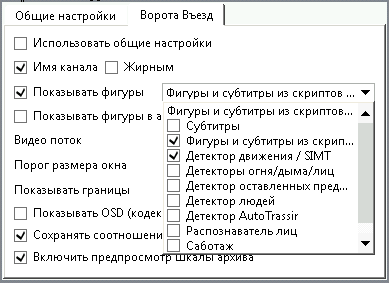 Общие настройки
Ворота Въезд
Использовать общие настройки
Имя канала
Жирным
Показывать фигуры
Фигуры и субтитры из скриптов ...
Показывать фигуры в а
Фигуры и субтитры из скриптов...
Субтитры
Видео поток
Фигуры и субтитры из скрип...
Детектор движения / SIMT
Порог размера окна
Детекторы огня/дыма/лиц
Детектор оставленных пред...
Показывать границы
Детектор людей
Показывать OSD (кодек
Детектор AutoTrassir
Сохранять соотношени
Распознаватель лиц
Саботаж
Включить предпросмотр шкалы архива